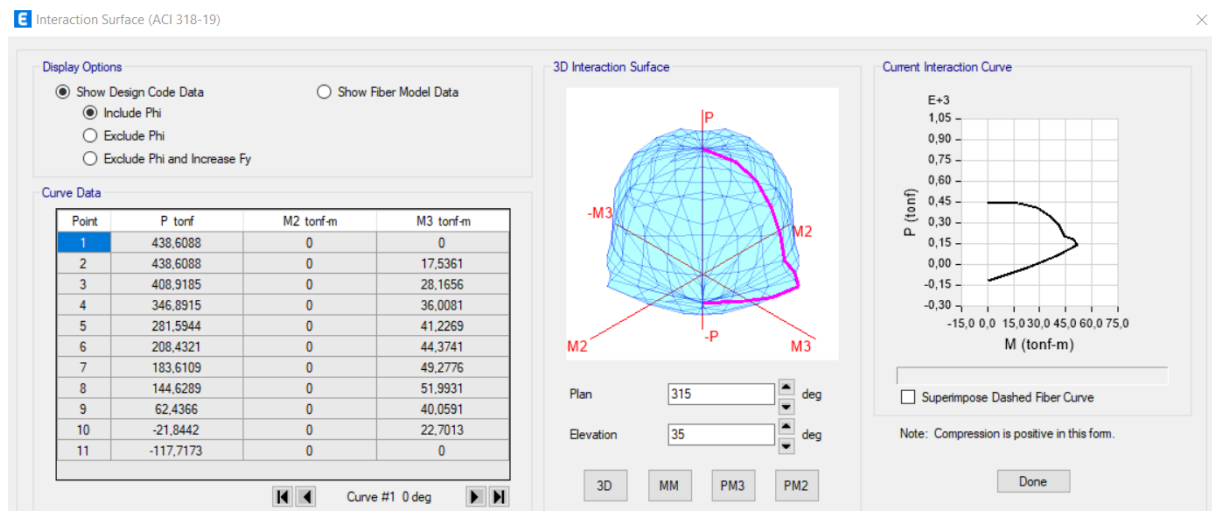 E Interaction Surface (ACI 318-19)
Display Options
Show Design Code Data
Show Fiber Model Data
Include Phi
Exclude Phi
Exclude Phi and Increase Fy
Curve Data
Point P tonf M2 tonf-m M3 tonf-m
1 438,6088 0 0
2 438,6088 0 17,5361
3 408,9185 0 28,1656
4 346,8915 0 36,0081
5 281,5944 0 41,2269
6 208,4321 0 44,3741
7 183,6109 0 49,2776
8 144,6289 0 51,9931
9 62,4366 0 40,0591
10 -21,8442 0 22,7013
11 -117,7173 0 0
Curve #1 0 deg
3D Interaction Surface
P
-M3
M2
M2
-P
M3
Plan 315 deg
Elevation 35 deg
3D MM PM3 PM2
Current Interaction Curve
E+3
1,05
0,90
0,75
0,60
0,45
0,30
0,15
0,00
-0,15
-0,30
P (tonf)
-15,0 0,0 15,0 30,0 45,0 60,0 75,0
M (tonf-m)
Superimpose Dashed Fiber Curve
Note: Compression is positive in this form.
Done